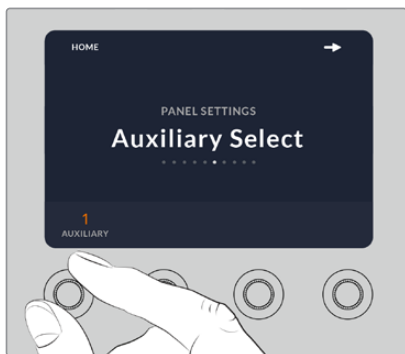 HOME
PANEL SETTINGS
Auxiliary Select
1
AUXILIARY